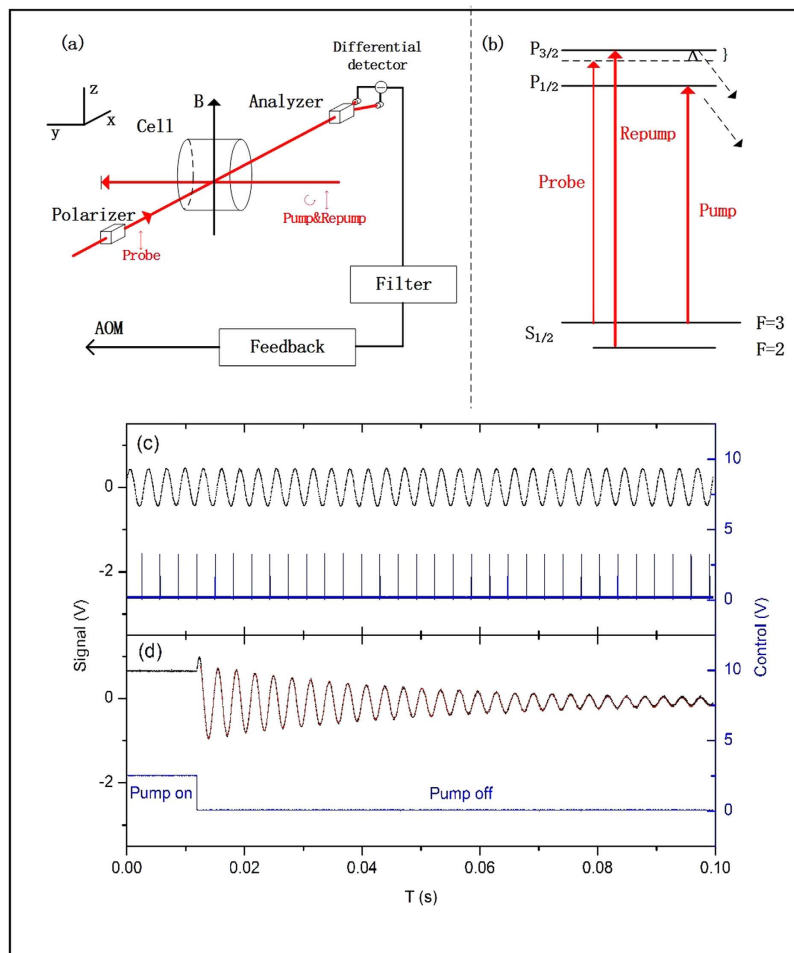 (a)
Differential
detector
z
y
x
B
Analyzer
Cell
Polarizer
Probe
Pump&Repump
Filter
AOM
Feedback
(b)
P3/2
Δ
}
P1/2
Repump
Probe
Pump
S1/2
F=3
F=2
(c)
0
-2
10
5
0
Signal (V)
Control (V)
(d)
0
-2
10
5
0
Pump on
Pump off
0.00
0.02
0.04
0.06
0.08
0.10
T (s)